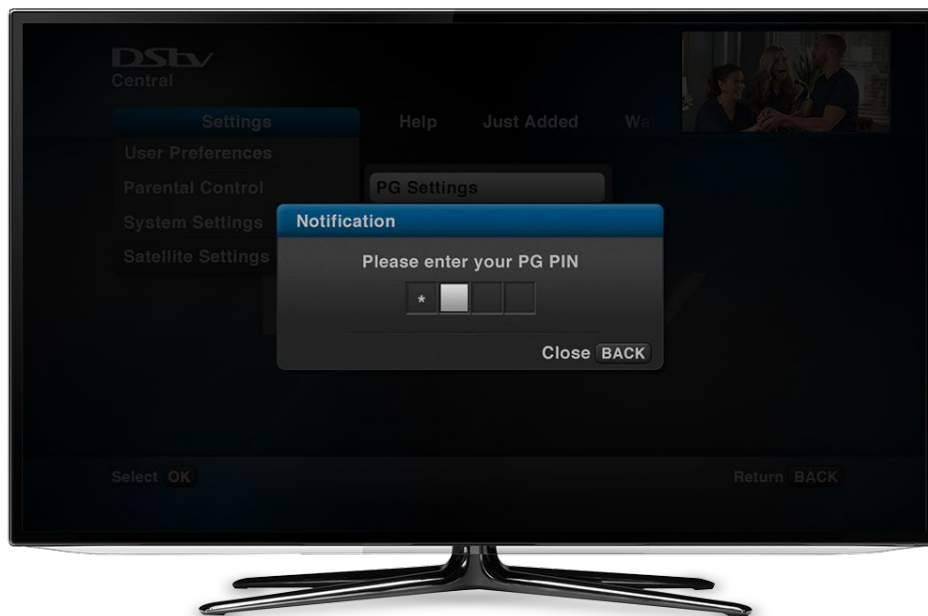 DStv
Central
Settings
Help
Just Added
User Preferences
Parental Control
PG Settings
System Settings
Satellite Settings
Notification
Please enter your PG PIN
*
Close BACK
Select OK
Return BACK